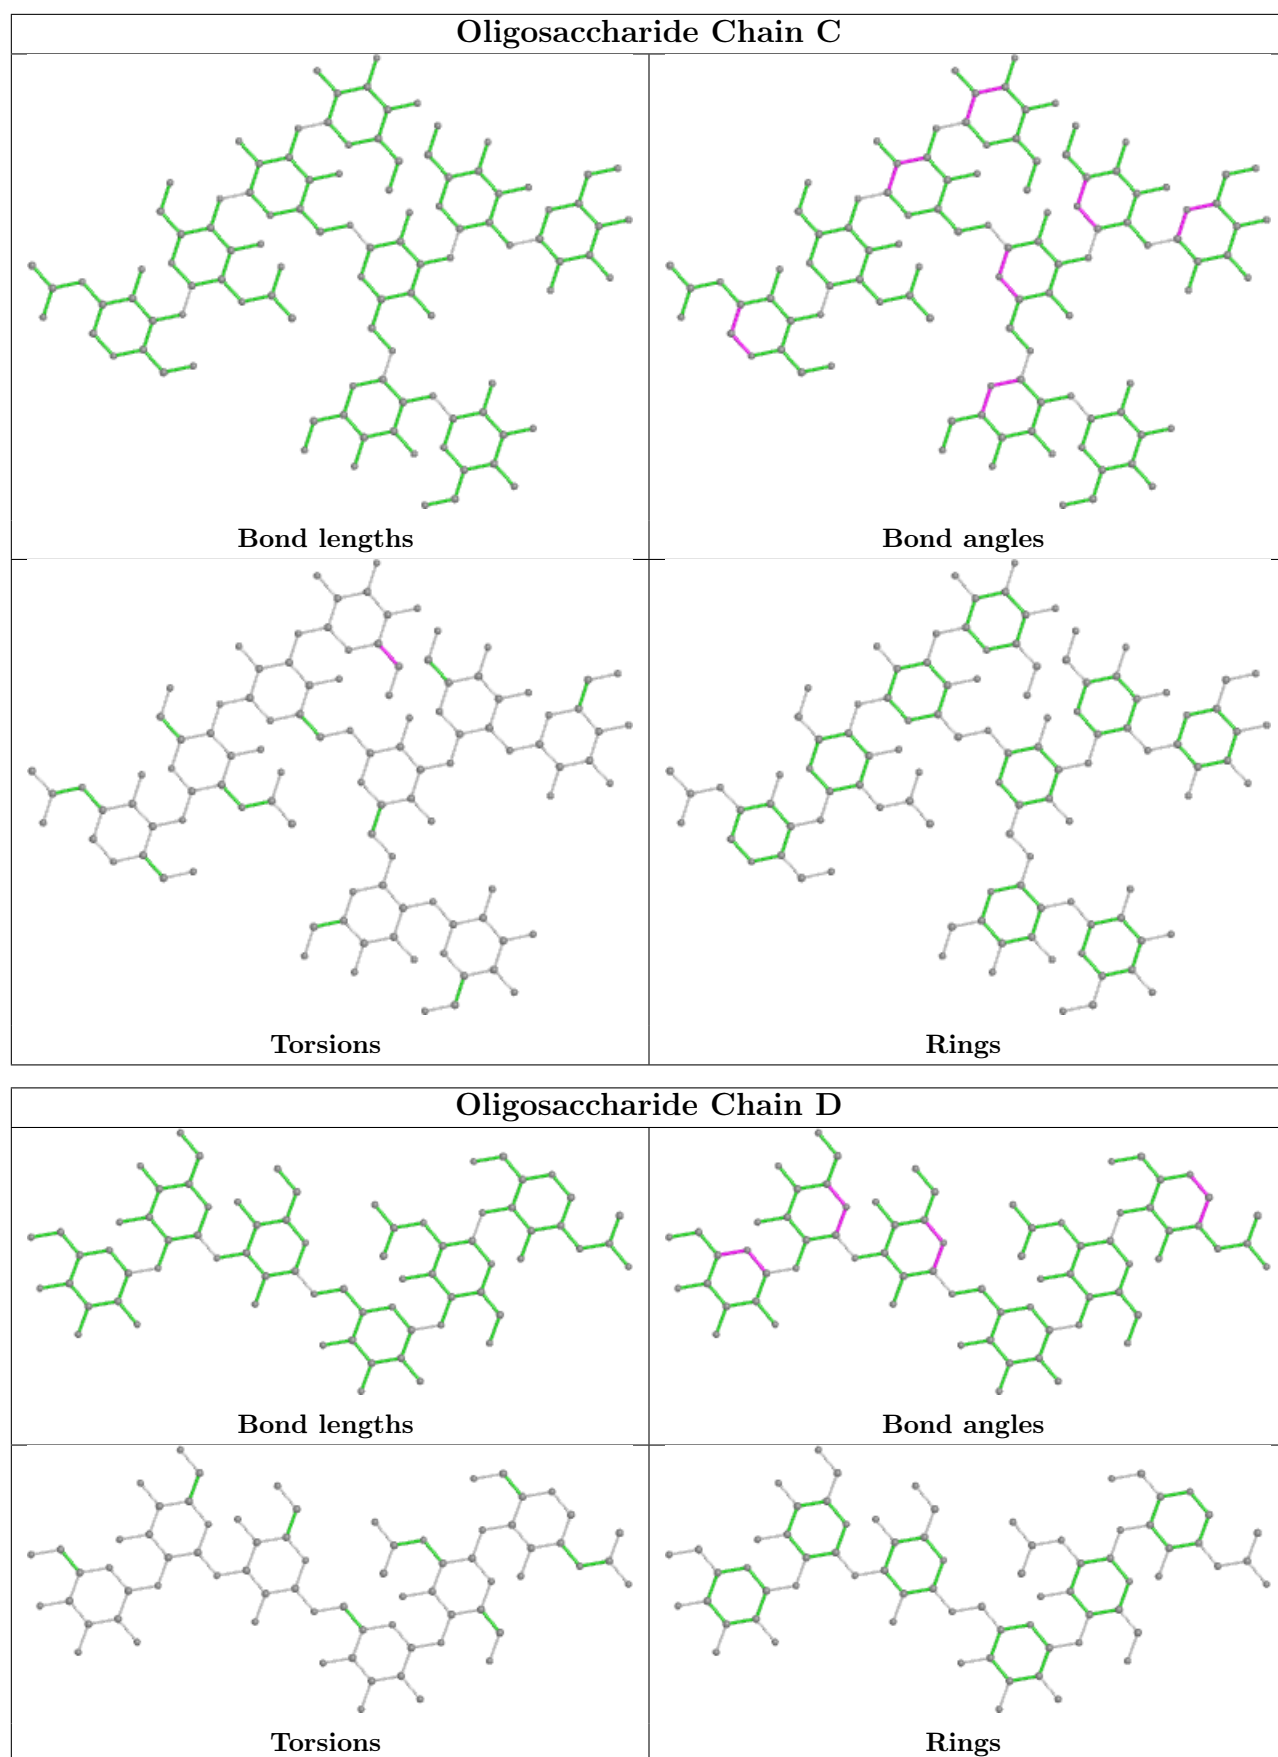 Oligosaccharide Chain C
Bond lengths
Bond angles
Torsions
Rings
Oligosaccharide Chain D
Bond lengths
Bond angles
Torsions
Rings